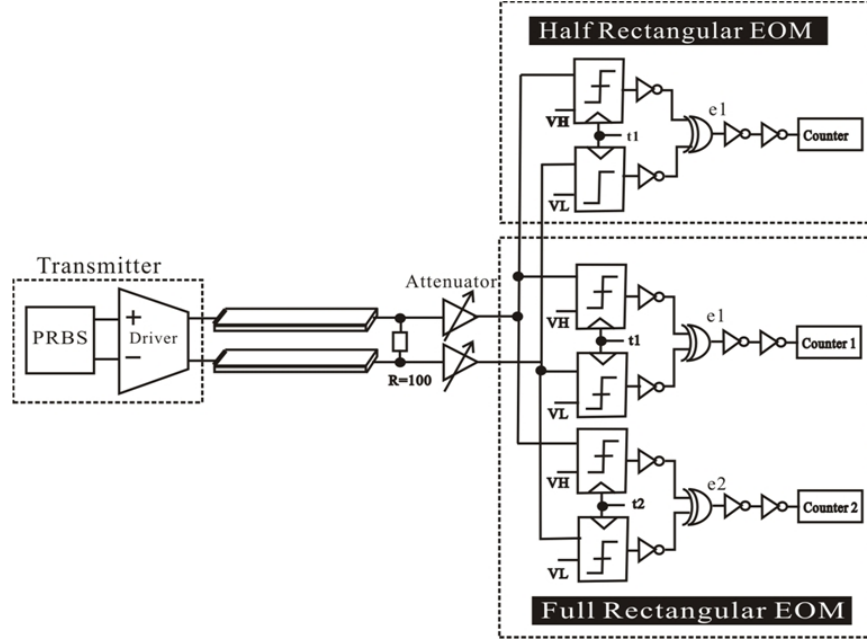 Half Rectangular EOM
VH
t1
VL
e1
Counter
Transmitter
PRBS
+
−
Driver
R=100
Attenuator
VH
t1
VL
e1
Counter 1
VH
t2
VL
e2
Counter 2
Full Rectangular EOM